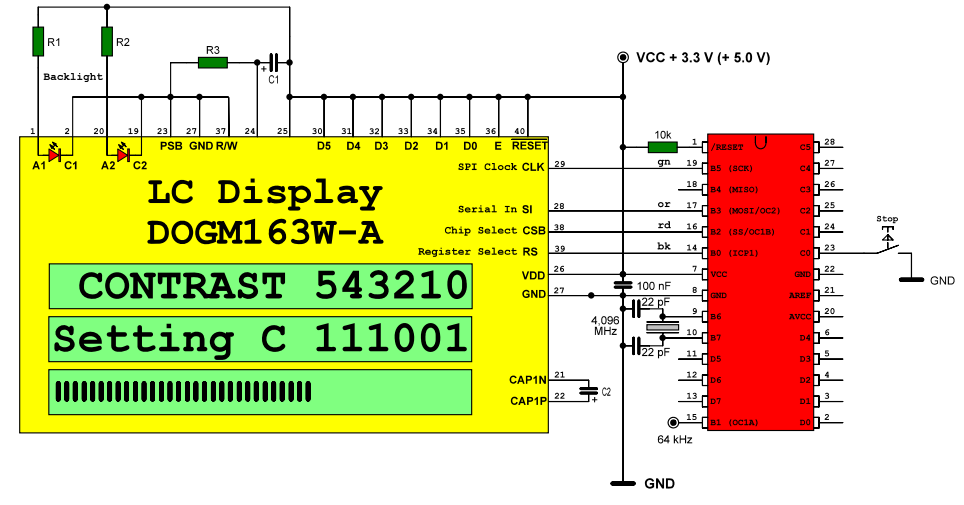 R1 R2
R3
Backlight
+ C1
VCC + 3.3 V (+ 5.0 V)
1 2 20 19 23 27 37 24 25 30 31 32 33 34 35 36 40
PSB GND R/W D5 D4 D3 D2 D1 D0 E RESET
A1 C1 A2 C2
SPI Clock CLK 29
LC Display
DOGM163W-A
Serial In SI 28
Chip Select CSB 38
Register Select RS 39
VDD 26
GND 27
CONTRAST 543210
Setting C 111001
CAP1N 21
CAP1P 22
C2
+
10k
gn
or
rd
bk
100 nF
22 pF
4,096
MHz
22 pF
64 kHz
GND
1 /RESET C5 28
19 B5 (SCK) C4 27
18 B4 (MISO) C3 26
17 B3 (MOSI/OC2) C2 25
16 B2 (SS/OC1B) C1 24
14 B0 (ICP1) C0 23
7 VCC GND 22
8 GND AREF 21
9 B6 AVCC 20
10 B7 D4 6
11 D5 D3 5
12 D6 D2 4
13 D7 D1 3
15 B1 (OC1A) D0 2
Stop
GND